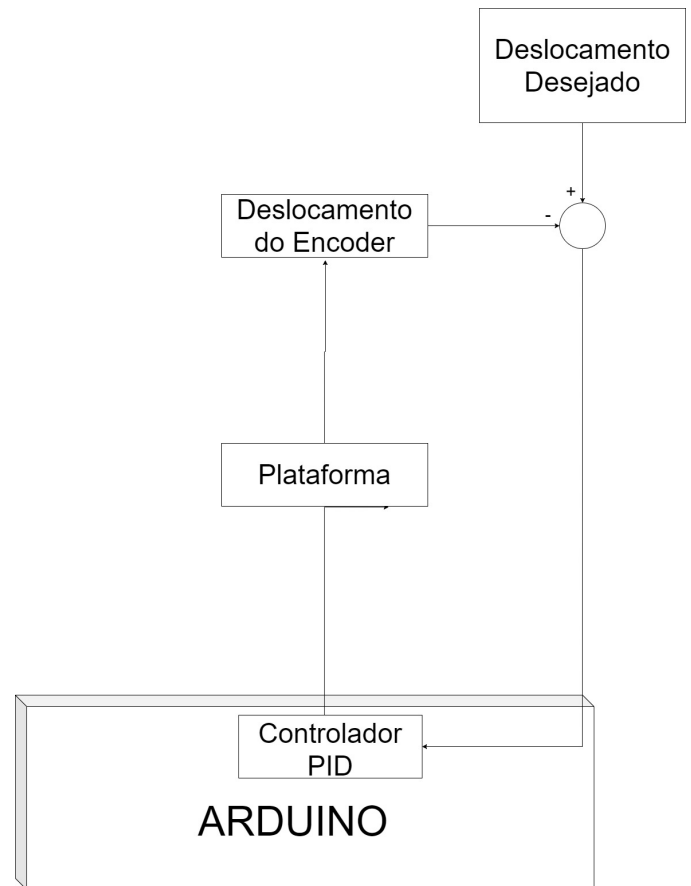 Deslocamento
Desejado
+
-
Deslocamento
do Encoder
Plataforma
Controlador
PID
ARDUINO